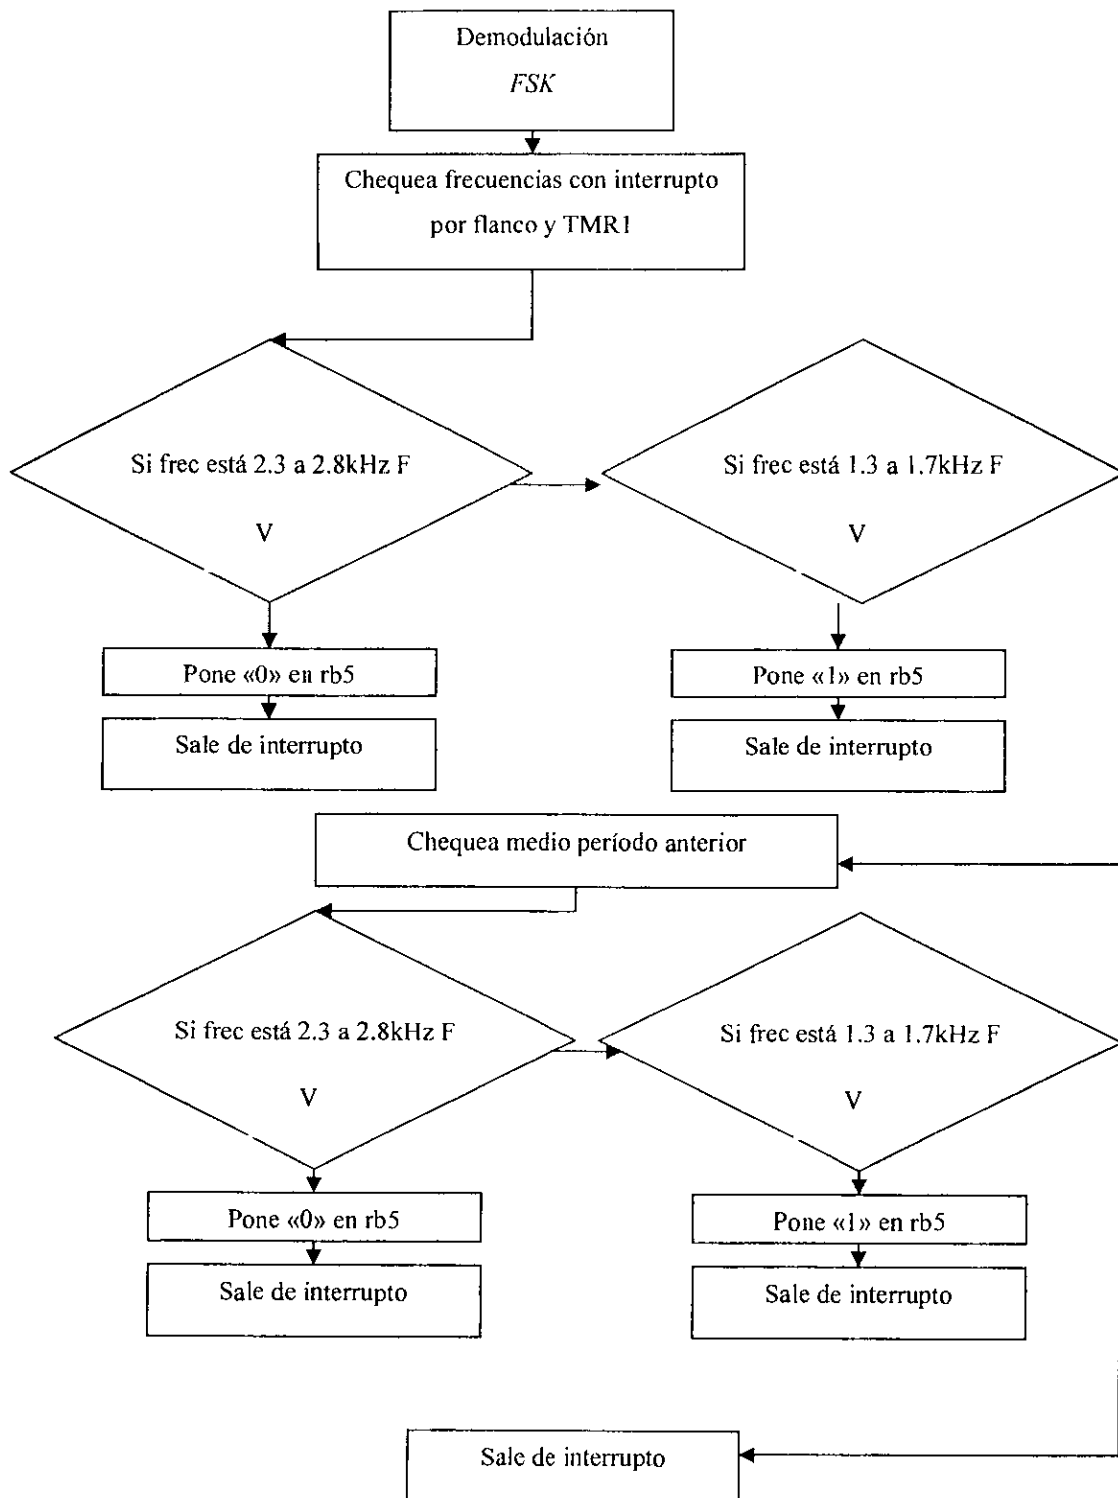 Demodulación
FSK
Chequea frecuencias con interrupto
por flanco y TMR1
Si frec está 2.3 a 2.8kHz F
V
Si frec está 1.3 a 1.7kHz F
V
Pone «0» en rb5
Sale de interrupto
Pone «1» en rb5
Sale de interrupto
Chequea medio período anterior
Si frec está 2.3 a 2.8kHz F
V
Si frec está 1.3 a 1.7kHz F
V
Pone «0» en rb5
Sale de interrupto
Pone «1» en rb5
Sale de interrupto
Sale de interrupto